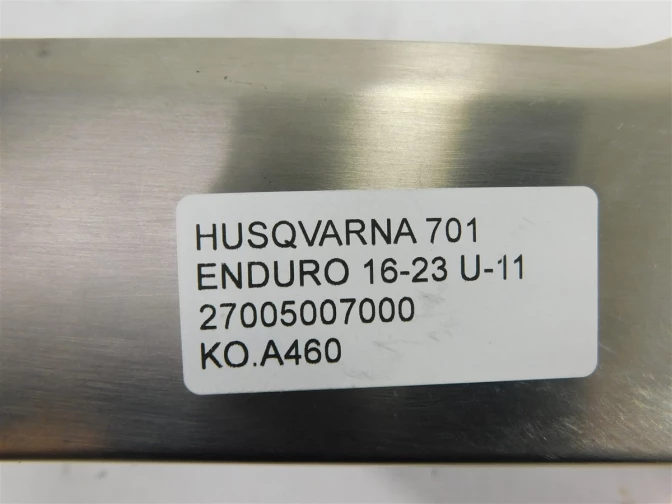 HUSQVARNA 701
ENDURO 16-23 U-11
27005007000
KO.A460